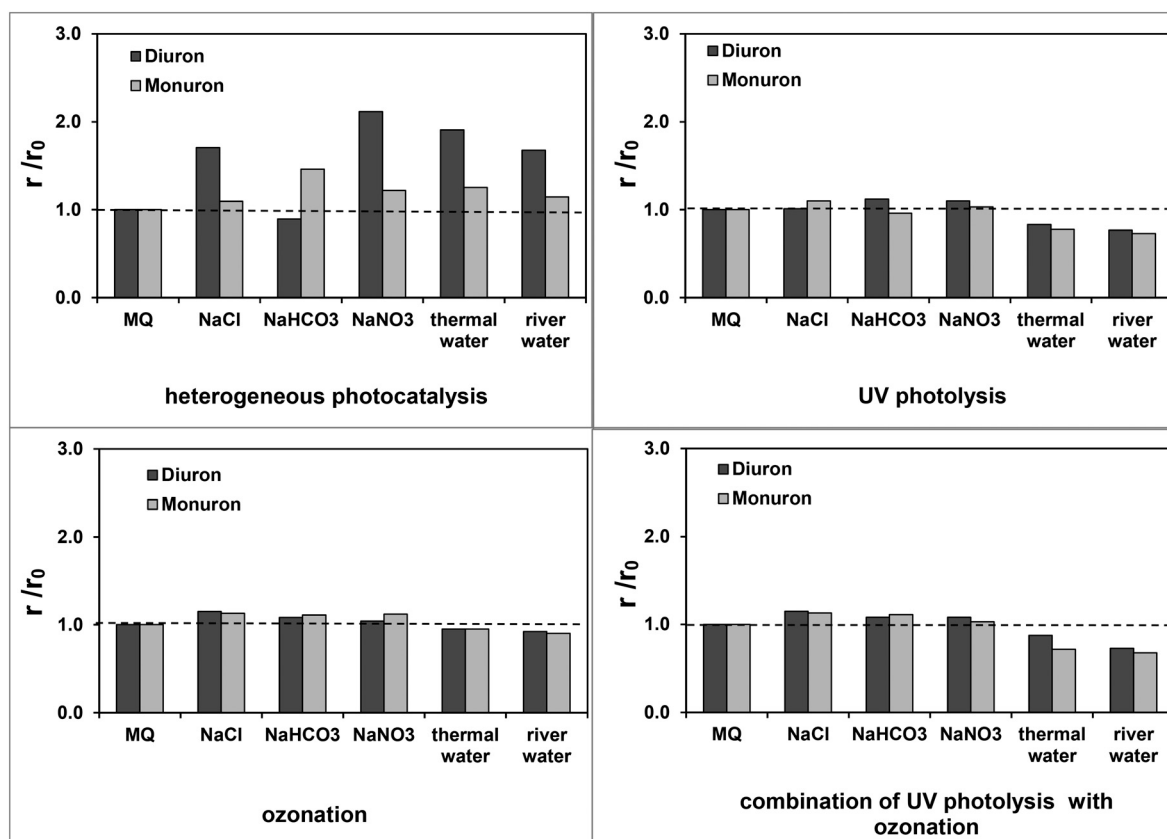 3.0
Diuron
Monuron
2.0
r /r0
1.0
0.0
MQ NaCl NaHCO3 NaNO3 thermal river
water water
heterogeneous photocatalysis
3.0
Diuron
Monuron
2.0
r /r0
1.0
0.0
MQ NaCl NaHCO3 NaNO3 thermal river
water water
UV photolysis
3.0
Diuron
Monuron
2.0
r /r0
1.0
0.0
MQ NaCl NaHCO3 NaNO3 thermal river
water water
ozonation
3.0
Diuron
Monuron
2.0
r /r0
1.0
0.0
MQ NaCl NaHCO3 NaNO3 thermal river
water water
combination of UV photolysis with
ozonation